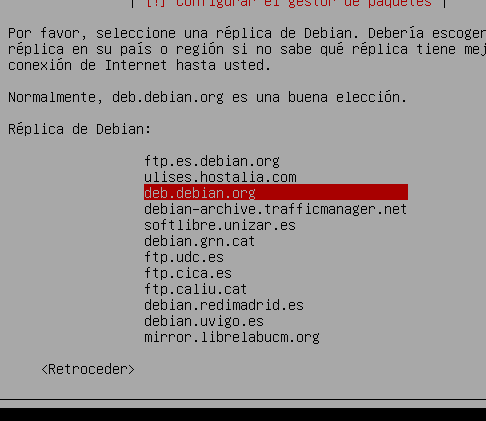 [!] Configurar el gestor de paquetes
Por favor, seleccione una réplica de Debian. Debería escoger
réplica en su país o región si no sabe qué réplica tiene mej
conexión de Internet hasta usted.
Normalmente, deb.debian.org es una buena elección.
Réplica de Debian:
ftp.es.debian.org
ulises.hostalia.com
deb.debian.org
debian-archive.trafficmanager.net
softlibre.unizar.es
debian.grn.cat
ftp.udc.es
ftp.cica.es
ftp.caliu.cat
debian.redimadrid.es
debian.uvigo.es
mirror.librelabucm.org
<Retroceder>